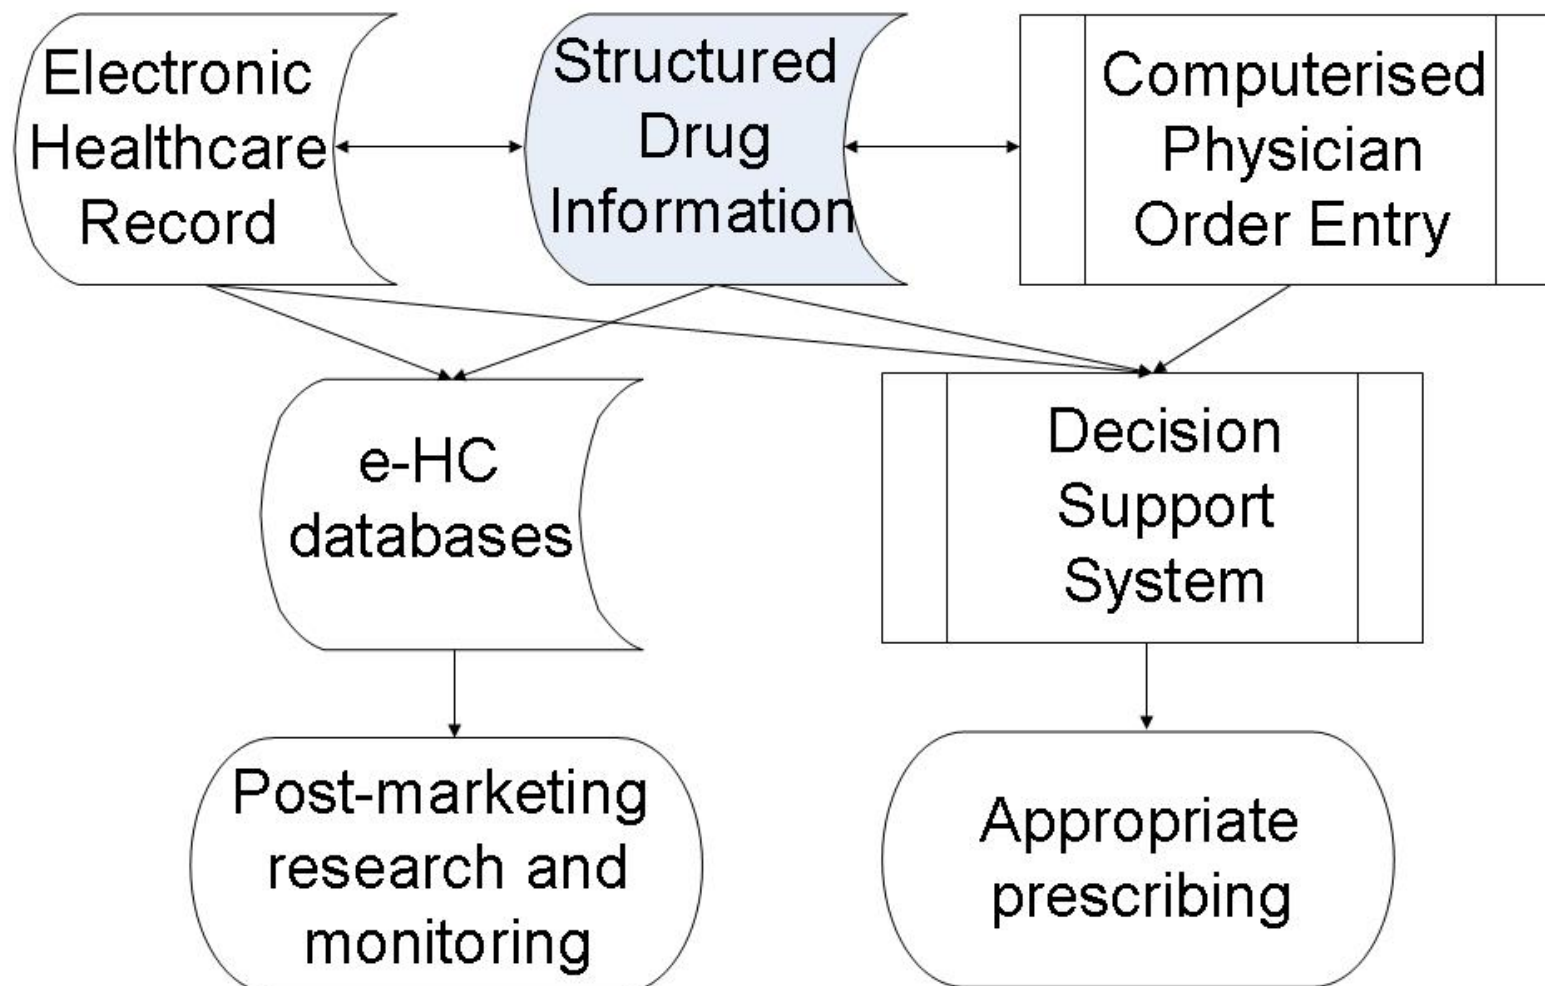 Electronic
Healthcare
Record
Structured
Drug
Information
Computerised
Physician
Order Entry
e-HC
databases
Decision
Support
System
Post-marketing
research and
monitoring
Appropriate
prescribing